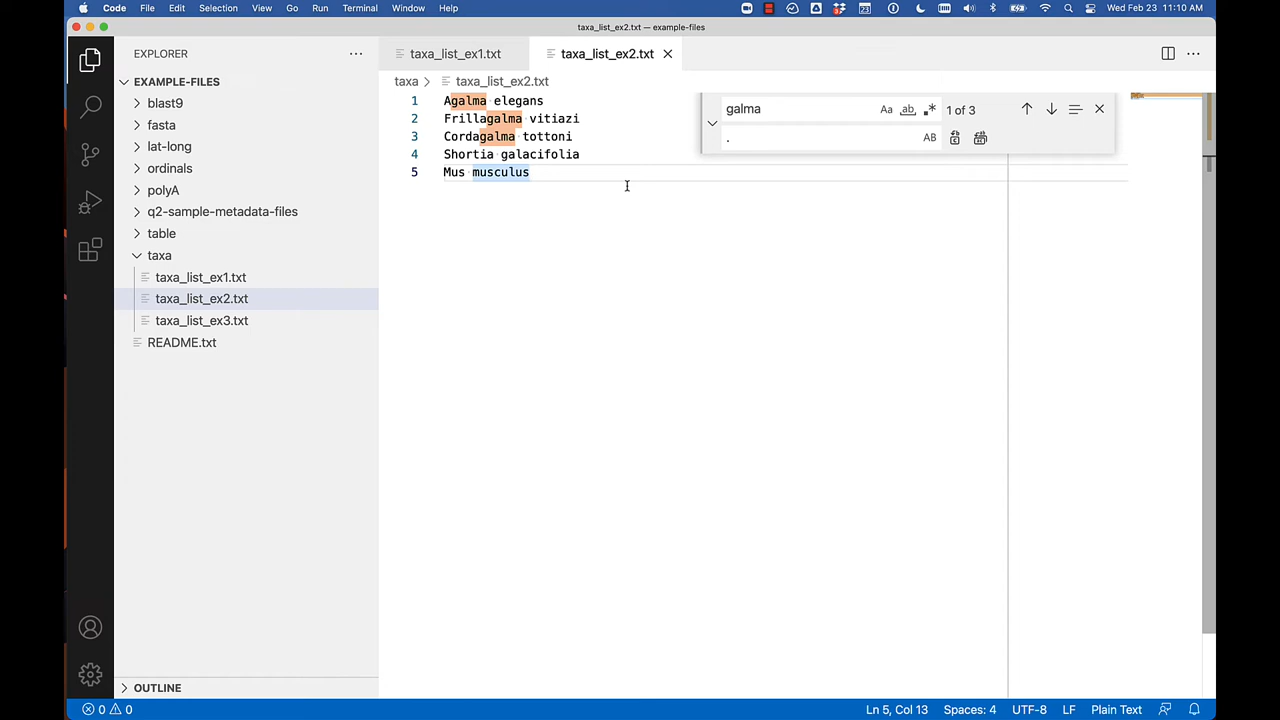 Code File Edit Selection View Go Run Terminal Window Help Wed Feb 23 11:10 AM
taxa_list_ex2.txt — example-files
EXPLORER
taxa_list_ex1.txt
taxa_list_ex2.txt
EXAMPLE-FILES
blast9
fasta
lat-long
ordinals
polyA
q2-sample-metadata-files
table
taxa
taxa_list_ex1.txt
taxa_list_ex2.txt
taxa_list_ex3.txt
README.txt
OUTLINE
taxa > taxa_list_ex2.txt
1 Agalma elegans
2 Frillagalma vitiazi
3 Cordagalma tottoni
4 Shortia galacifolia
5 Mus musculus
galma Aa ab 1 of 3
. AB
0 0 Ln 5, Col 13 Spaces: 4 UTF-8 LF Plain Text